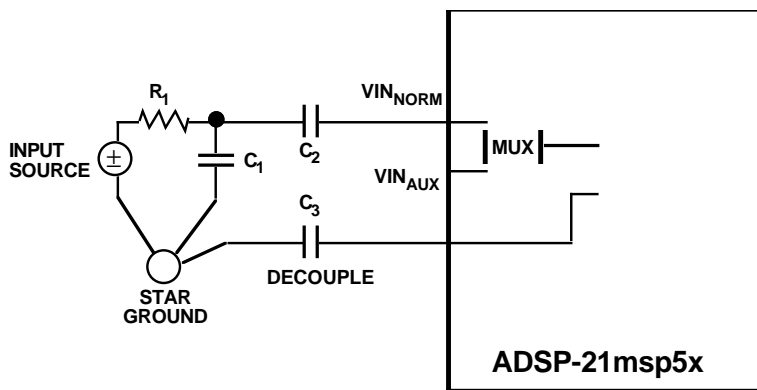 R1
VINNORM
INPUT
SOURCE
±
C1
C2
MUX
VINAUX
C3
DECOUPLE
STAR
GROUND
ADSP-21msp5x